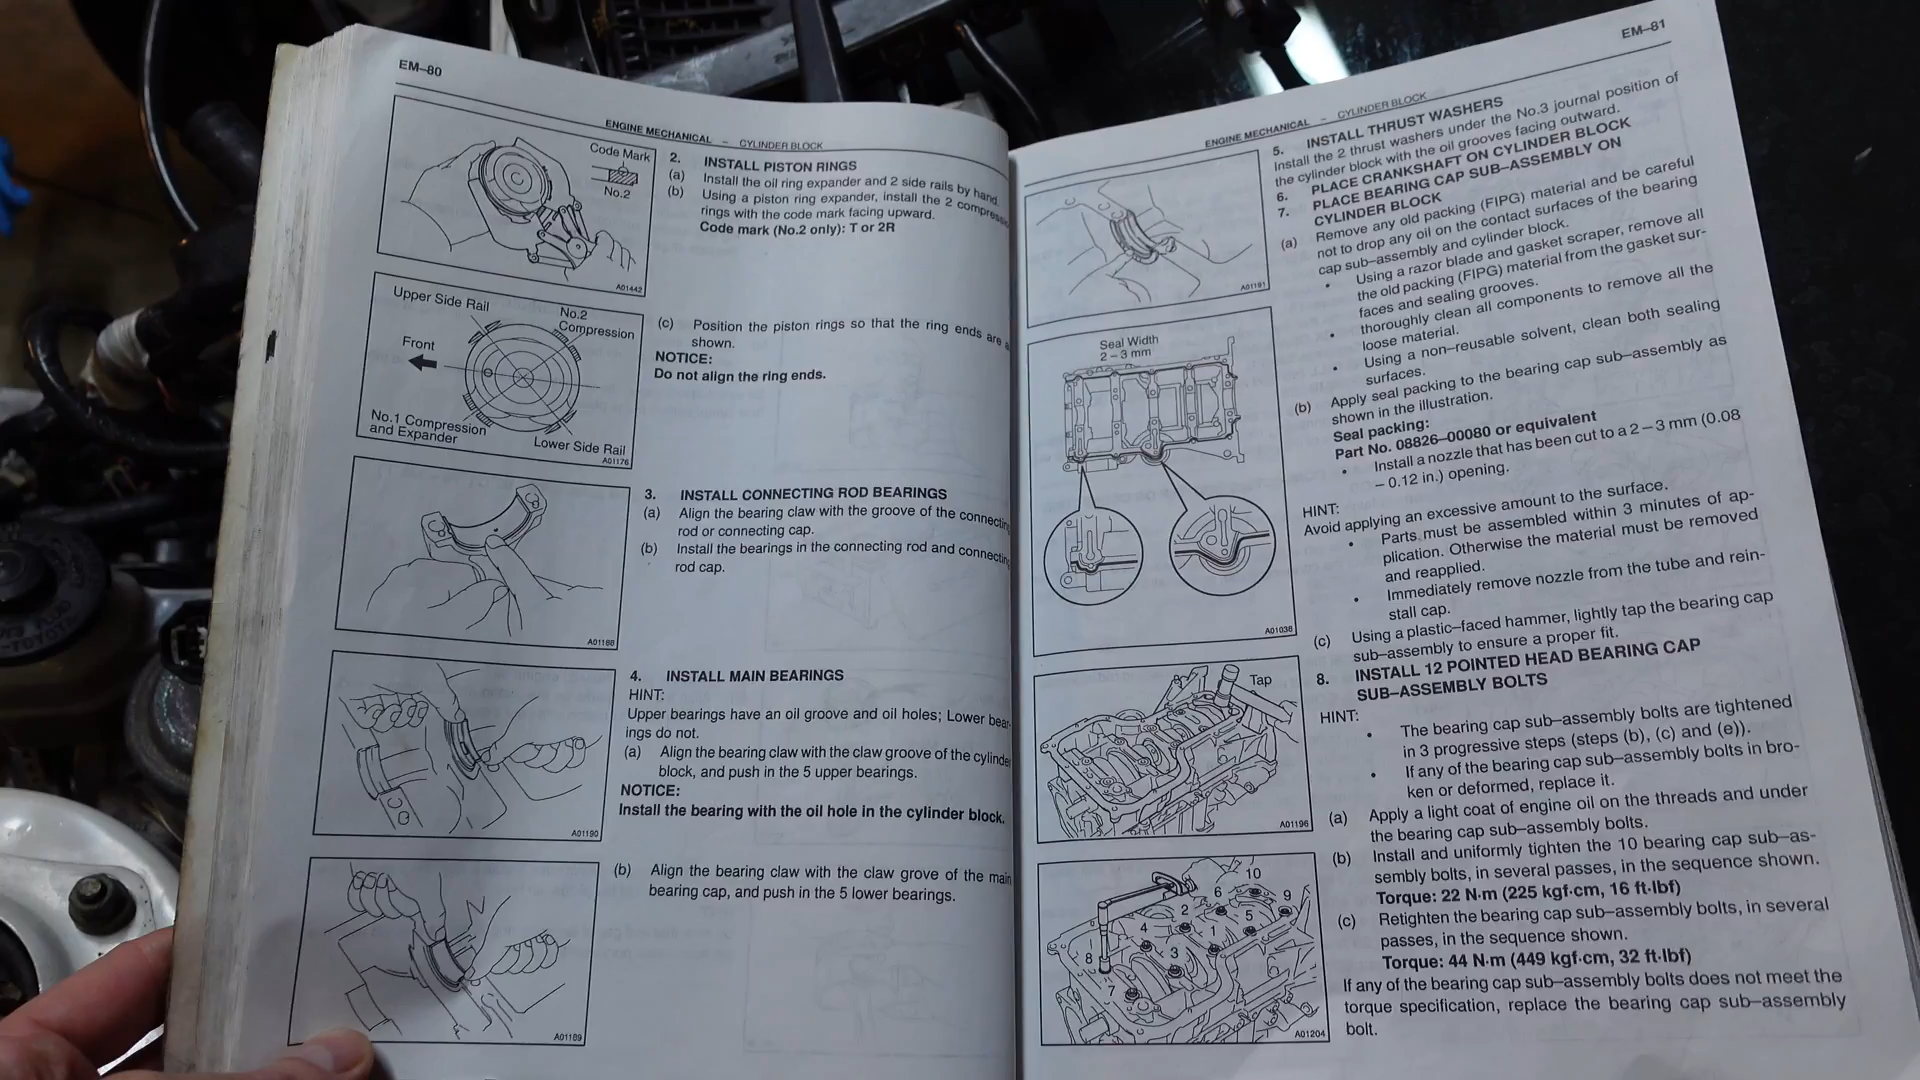 EM–80
ENGINE MECHANICAL – CYLINDER BLOCK
Code Mark
No.2
A01442
2. INSTALL PISTON RINGS
(a) Install the oil ring expander and 2 side rails by hand.
(b) Using a piston ring expander, install the 2
rings with the code mark facing upward.
Code mark (No.2 only): T or 2R
Upper Side Rail
No.2
Compression
Front
No.1 Compression
and Expander
Lower Side Rail
A01176
(c) Position the piston rings so that the ring ends are
shown.
NOTICE:
Do not align the ring ends.
A01188
3. INSTALL CONNECTING ROD BEARINGS
(a) Align the bearing claw with the groove of the
rod or connecting cap.
(b) Install the bearings in the connecting rod and
rod cap.
A01190
4. INSTALL MAIN BEARINGS
HINT:
Upper bearings have an oil groove and oil holes; Lower bear-
ings do not.
(a) Align the bearing claw with the claw groove of the cylinder
block, and push in the 5 upper bearings.
NOTICE:
Install the bearing with the oil hole in the cylinder block.
A01189
(b) Align the bearing claw with the claw grove of the main
bearing cap, and push in the 5 lower bearings.
EM–81
ENGINE MECHANICAL – CYLINDER BLOCK
A01191
5. INSTALL THRUST WASHERS
Install the 2 thrust washers under the No.3 journal position of
the cylinder block with the oil grooves facing outward.
6. PLACE CRANKSHAFT ON CYLINDER BLOCK
7. PLACE BEARING CAP SUB–ASSEMBLY ON
CYLINDER BLOCK
(a) Remove any old packing (FIPG) material and be careful
not to drop any oil on the contact surfaces of the bearing
cap sub–assembly and cylinder block.
• Using a razor blade and gasket scraper, remove all
the old packing (FIPG) material from the gasket sur-
faces and sealing grooves.
• thoroughly clean all components to remove all the
loose material.
• Using a non–reusable solvent, clean both sealing
surfaces.
(b) Apply seal packing to the bearing cap sub–assembly as
shown in the illustration.
Seal packing:
Part No. 08826–00080 or equivalent
• Install a nozzle that has been cut to a 2 – 3 mm (0.08
– 0.12 in.) opening.
HINT:
Avoid applying an excessive amount to the surface.
• Parts must be assembled within 3 minutes of ap-
plication. Otherwise the material must be removed
and reapplied.
• Immediately remove nozzle from the tube and rein-
stall cap.
(c) Using a plastic–faced hammer, lightly tap the bearing cap
sub–assembly to ensure a proper fit.
Seal Width
2 – 3 mm
A01038
Tap
A01196
8. INSTALL 12 POINTED HEAD BEARING CAP
SUB–ASSEMBLY BOLTS
HINT:
• The bearing cap sub–assembly bolts are tightened
in 3 progressive steps (steps (b), (c) and (e)).
• If any of the bearing cap sub–assembly bolts in bro-
ken or deformed, replace it.
(a) Apply a light coat of engine oil on the threads and under
the bearing cap sub–assembly bolts.
(b) Install and uniformly tighten the 10 bearing cap sub–as-
sembly bolts, in several passes, in the sequence shown.
Torque: 22 N·m (225 kgf·cm, 16 ft·lbf)
(c) Retighten the bearing cap sub–assembly bolts, in several
passes, in the sequence shown.
Torque: 44 N·m (449 kgf·cm, 32 ft·lbf)
If any of the bearing cap sub–assembly bolts does not meet the
torque specification, replace the bearing cap sub–assembly
bolt.
10
6
9
2
5
4
1
8
3
7
A01204